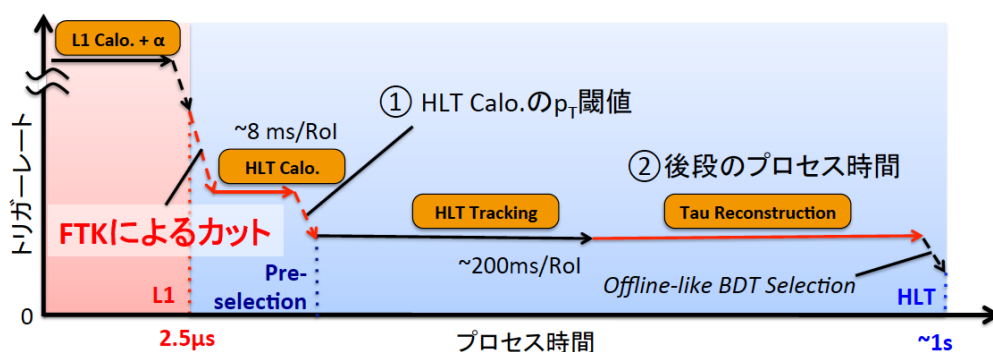 L1 Calo. + α
① HLT Calo.のpT閾値
~8 ms/RoI
HLT Calo.
②後段のプロセス時間
HLT Tracking
Tau Reconstruction
FTKによるカット
~200ms/RoI
Offline-like BDT Selection
Pre-
selection
L1
HLT
トリガーレート
0
2.5μs
プロセス時間
~1s